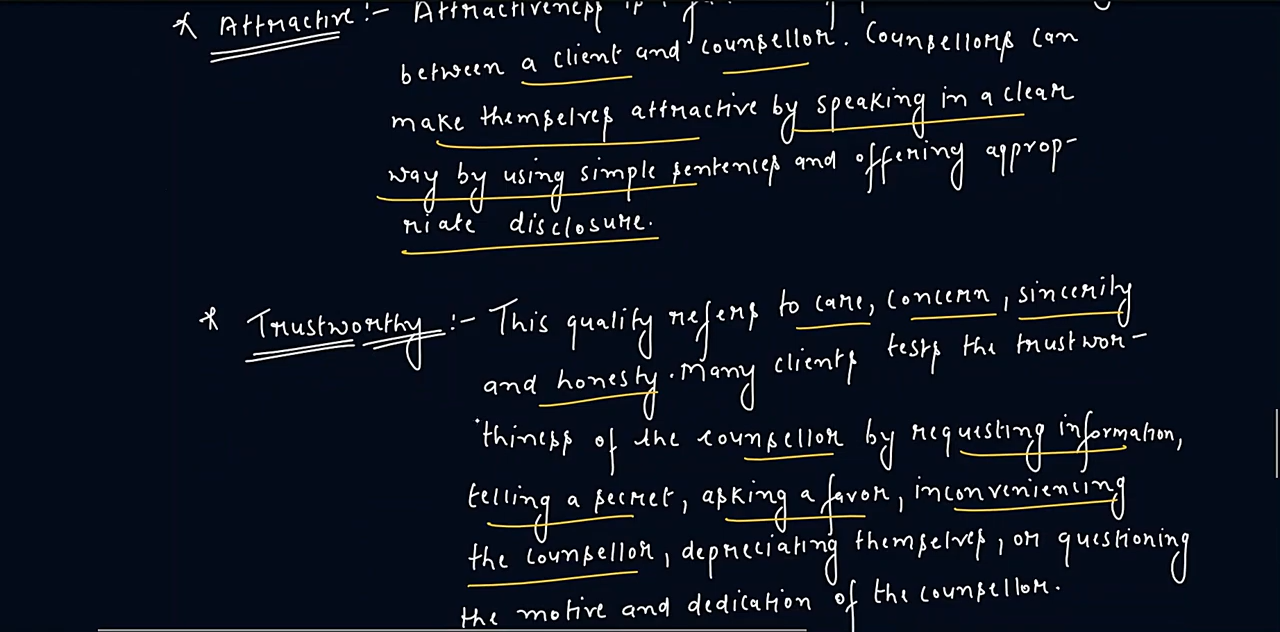 * Attractive :- Attractiveness is
between a client and counsellor. Counsellors can
make themselves attractive by speaking in a clear
way by using simple sentences and offering approp-
riate disclosure.
* Trustworthy :- This quality refers to care, concern, sincerity
and honesty. Many clients tests the trustwor-
thiness of the counsellor by requesting information,
telling a secret, asking a favor, inconveniencing
the counsellor, depreciating themselves, or questioning
the motive and dedication of the counsellor.